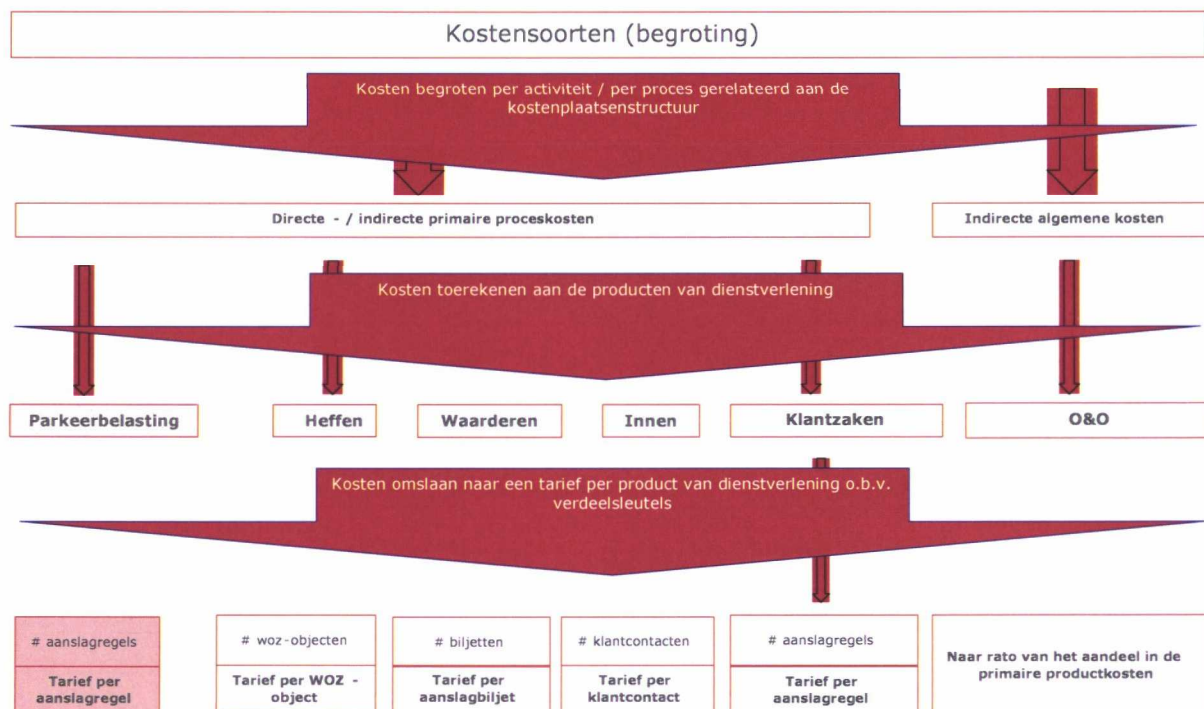 Kostensoorten (begroting)
Kosten begroten per activiteit / per proces gerelateerd aan de
kostenplaatsenstructuur
Directe - / indirecte primaire proceskosten
Indirecte algemene kosten
Kosten toerekenen aan de producten van dienstverlening
Parkeerbelasting
Heffen
Waarderen
Innen
Klantzaken
O&O
Kosten omslaan naar een tarief per product van dienstverlening o.b.v.
verdeelsleutels
# aanslagregels
Tarief per
aanslagregel
# woz-objecten
Tarief per WOZ -
object
# biljetten
Tarief per
aanslagbiljet
# klantcontacten
Tarief per
klantcontact
# aanslagregels
Tarief per
aanslagregel
Naar rato van het aandeel in de
primaire productkosten